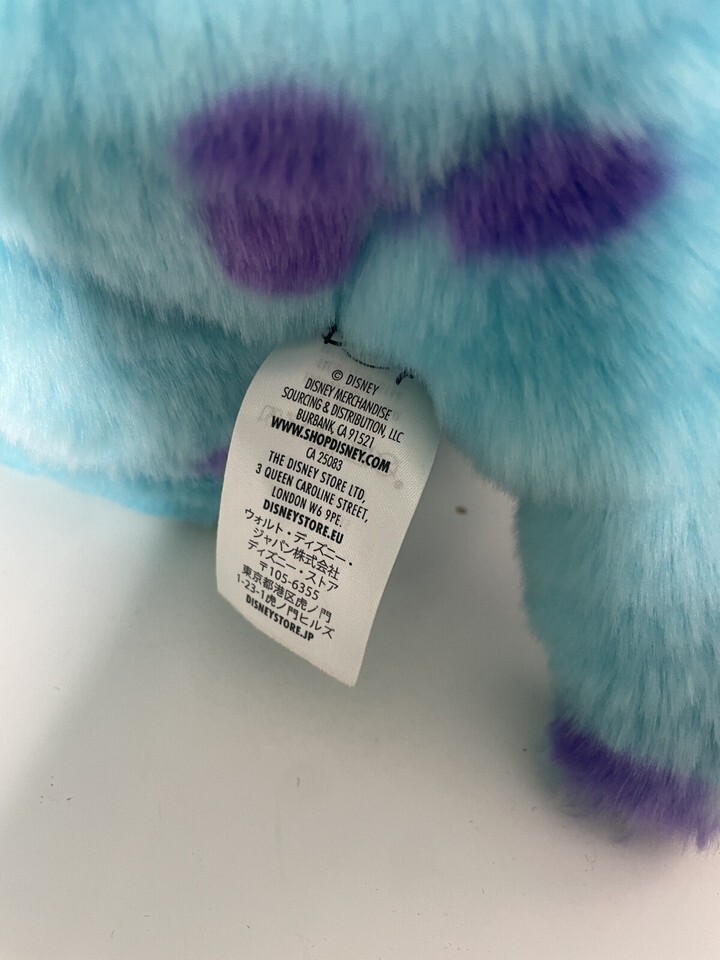 © DISNEY
DISNEY MERCHANDISE
SOURCING & DISTRIBUTION, LLC
BURBANK, CA 91521
WWW.SHOPDISNEY.COM
CA 25083
THE DISNEY STORE LTD,
3 QUEEN CAROLINE STREET,
LONDON W6 9PE.
DISNEYSTORE.EU
ウォルト・ディズニー・
ジャパン株式会社
ディズニー・ストア
〒105-6355
東京都港区虎ノ門
1-23-1虎ノ門ヒルズ
DISNEYSTORE.JP